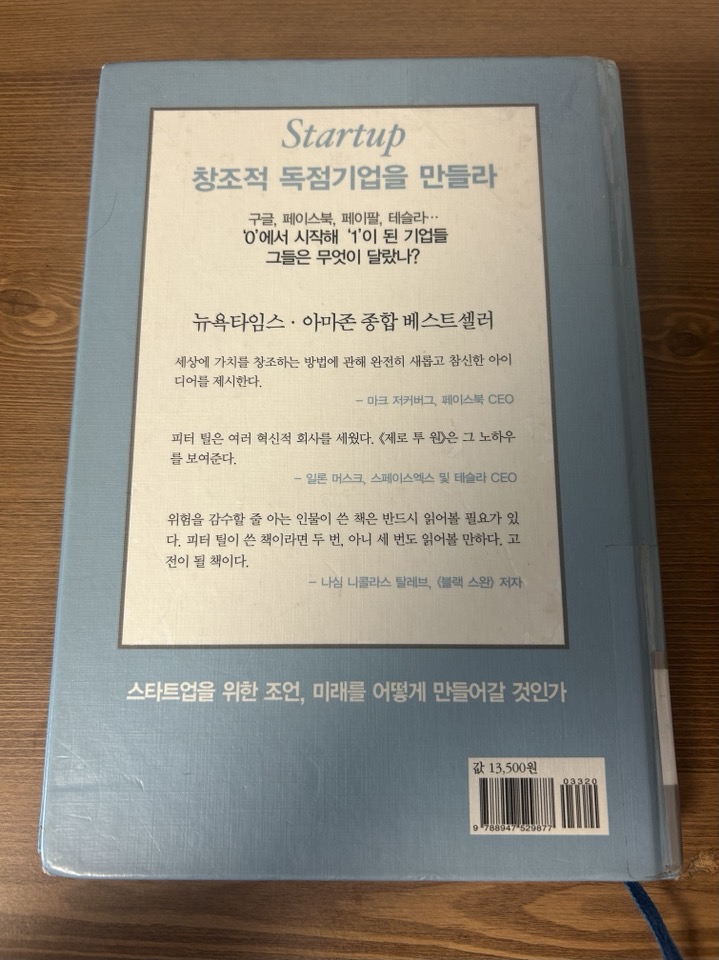 Startup
창조적 독점기업을 만들라
구글, 페이스북, 페이팔, 테슬라…
'0'에서 시작해 '1'이 된 기업들
그들은 무엇이 달랐나?
뉴욕타임스 · 아마존 종합 베스트셀러
세상에 가치를 창조하는 방법에 관해 완전히 새롭고 참신한 아이
디어를 제시한다.
– 마크 저커버그, 페이스북 CEO
피터 틸은 여러 혁신적 회사를 세웠다. 《제로 투 원》은 그 노하우
를 보여준다.
– 일론 머스크, 스페이스엑스 및 테슬라 CEO
위험을 감수할 줄 아는 인물이 쓴 책은 반드시 읽어볼 필요가 있
다. 피터 틸이 쓴 책이라면 두 번, 아니 세 번도 읽어볼 만하다. 고
전이 될 책이다.
– 나심 니콜라스 탈레브, 《블랙 스완》 저자
스타트업을 위한 조언, 미래를 어떻게 만들어갈 것인가
값 13,500원
03320
9 788947 529877